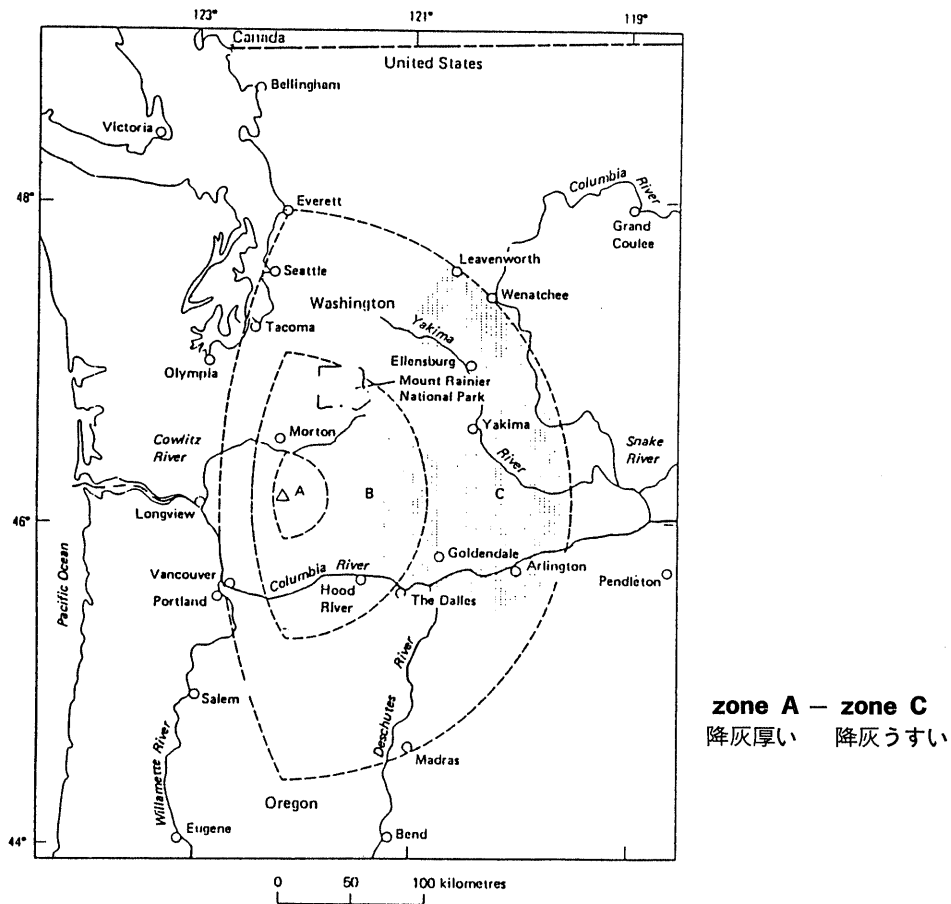 123°
121°
119°
Canada
United States
Bellingham
Victoria
48°
Everett
Columbia
River
Grand
Coulee
Leavenworth
Seattle
Wenatchee
Washington
Tacoma
Yakima
Olympia
Ellensburg
Mount Rainier
National Park
Morton
Yakima
Cowlitz
River
River
Snake
River
A
B
C
Longview
46°
Pacific Ocean
Goldendale
Vancouver
Columbia River
Arlington
Portland
Hood
River
The Dalles
Pendleton
Salem
River
Deschutes
Willamette River
Madras
Oregon
44°
Eugene
Bend
0 50 100 kilometres
zone A – zone C
降灰厚い 降灰うすい